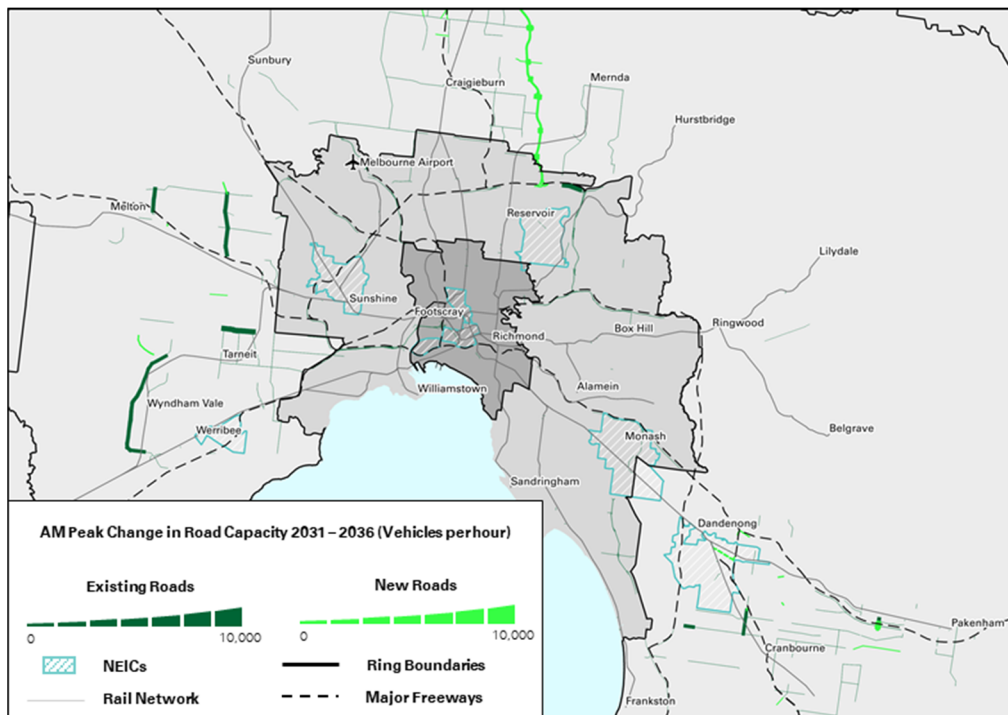 Sunbury
Craigieburn
Mernda
Hurstbridge
Melbourne Airport
Melton
Reservoir
Lilydale
Sunshine
Footscray
Richmond
Box Hill
Ringwood
Tarneit
Williamstown
Alamein
Wyndham Vale
Werribee
Monash
Belgrave
Sandringham
Dandenong
Pakenham
Cranbourne
Frankston
AM Peak Change in Road Capacity 2031 – 2036 (Vehicles per hour)
Existing Roads
New Roads
0 10,000
0 10,000
NEICs
Ring Boundaries
Rail Network
Major Freeways